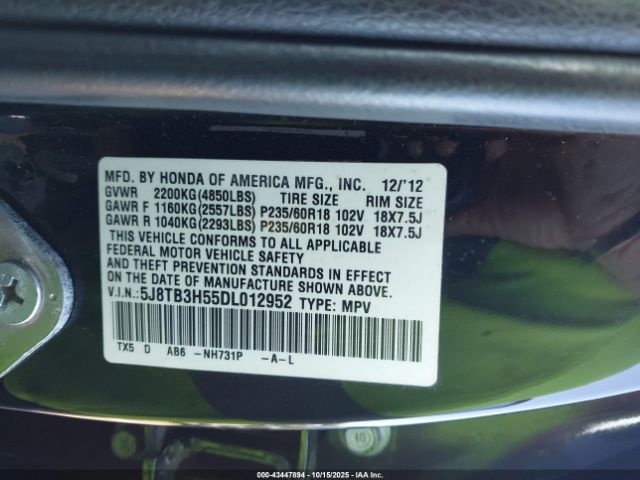 MFD. BY HONDA OF AMERICA MFG., INC. 12/'12
GVWR 2200KG(4850LBS) TIRE SIZE RIM SIZE
GAWR F 1160KG(2557LBS) P235/60R18 102V 18X7.5J
GAWR R 1040KG(2293LBS) P235/60R18 102V 18X7.5J
THIS VEHICLE CONFORMS TO ALL APPLICABLE
FEDERAL MOTOR VEHICLE SAFETY
AND THEFT PREVENTION STANDARDS IN EFFECT
ON THE DATE OF MANUFACTURE SHOWN ABOVE.
V.I.N.:5J8TB3H55DL012952 TYPE: MPV
TX5 D AB6 -NH731P -A-L
10
000-43447894 | 10/15/2025 - IAA Inc.